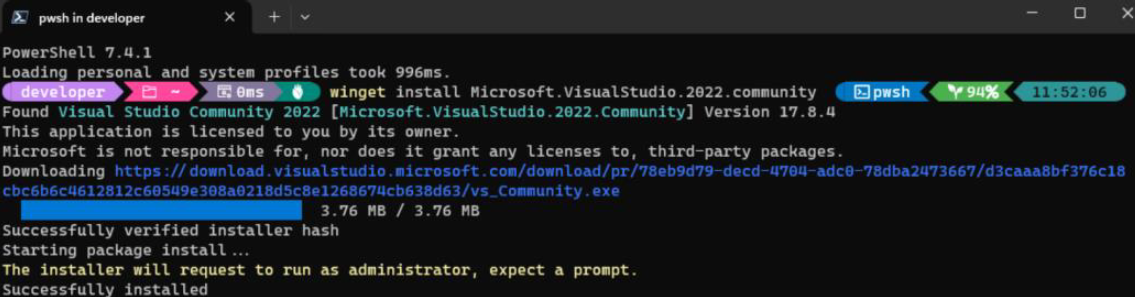 pwsh in developer
PowerShell 7.4.1
Loading personal and system profiles took 996ms.
developer ~ 0ms winget install Microsoft.VisualStudio.2022.community pwsh 94% 11:52:06
Found Visual Studio Community 2022 [Microsoft.VisualStudio.2022.Community] Version 17.8.4
This application is licensed to you by its owner.
Microsoft is not responsible for, nor does it grant any licenses to, third-party packages.
Downloading https://download.visualstudio.microsoft.com/download/pr/78eb9d79-decd-4704-adc0-78dba2473667/d3caaa8bf376c18
cbc6b6c4612812c60549e308a0218d5c8e1268674cb638d63/vs_Community.exe
3.76 MB / 3.76 MB
Successfully verified installer hash
Starting package install...
The installer will request to run as administrator, expect a prompt.
Successfully installed